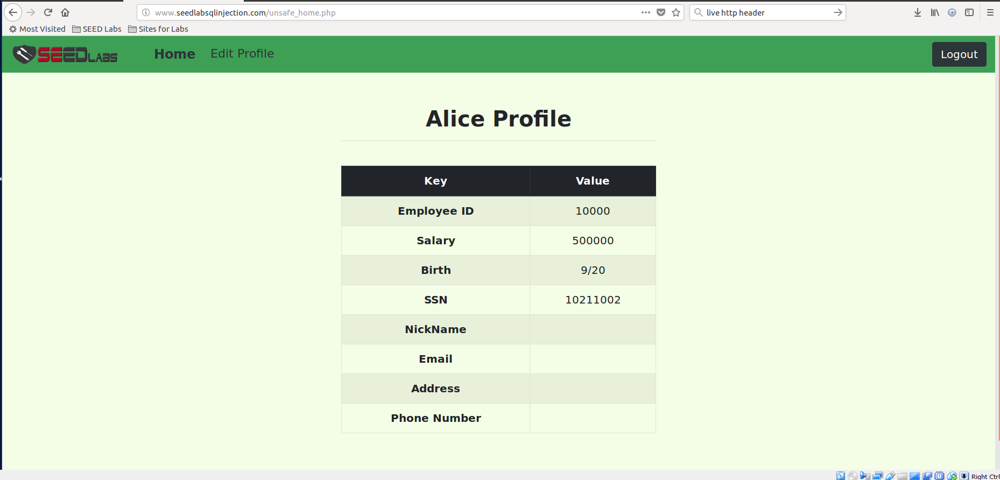 www.seedlabsqlinjection.com/unsafe_home.php
live http header
Most Visited SEED Labs Sites for Labs
SEEDLABS Home Edit Profile Logout
Alice Profile
Key Value
Employee ID 10000
Salary 500000
Birth 9/20
SSN 10211002
NickName
Email
Address
Phone Number
Right Ctrl